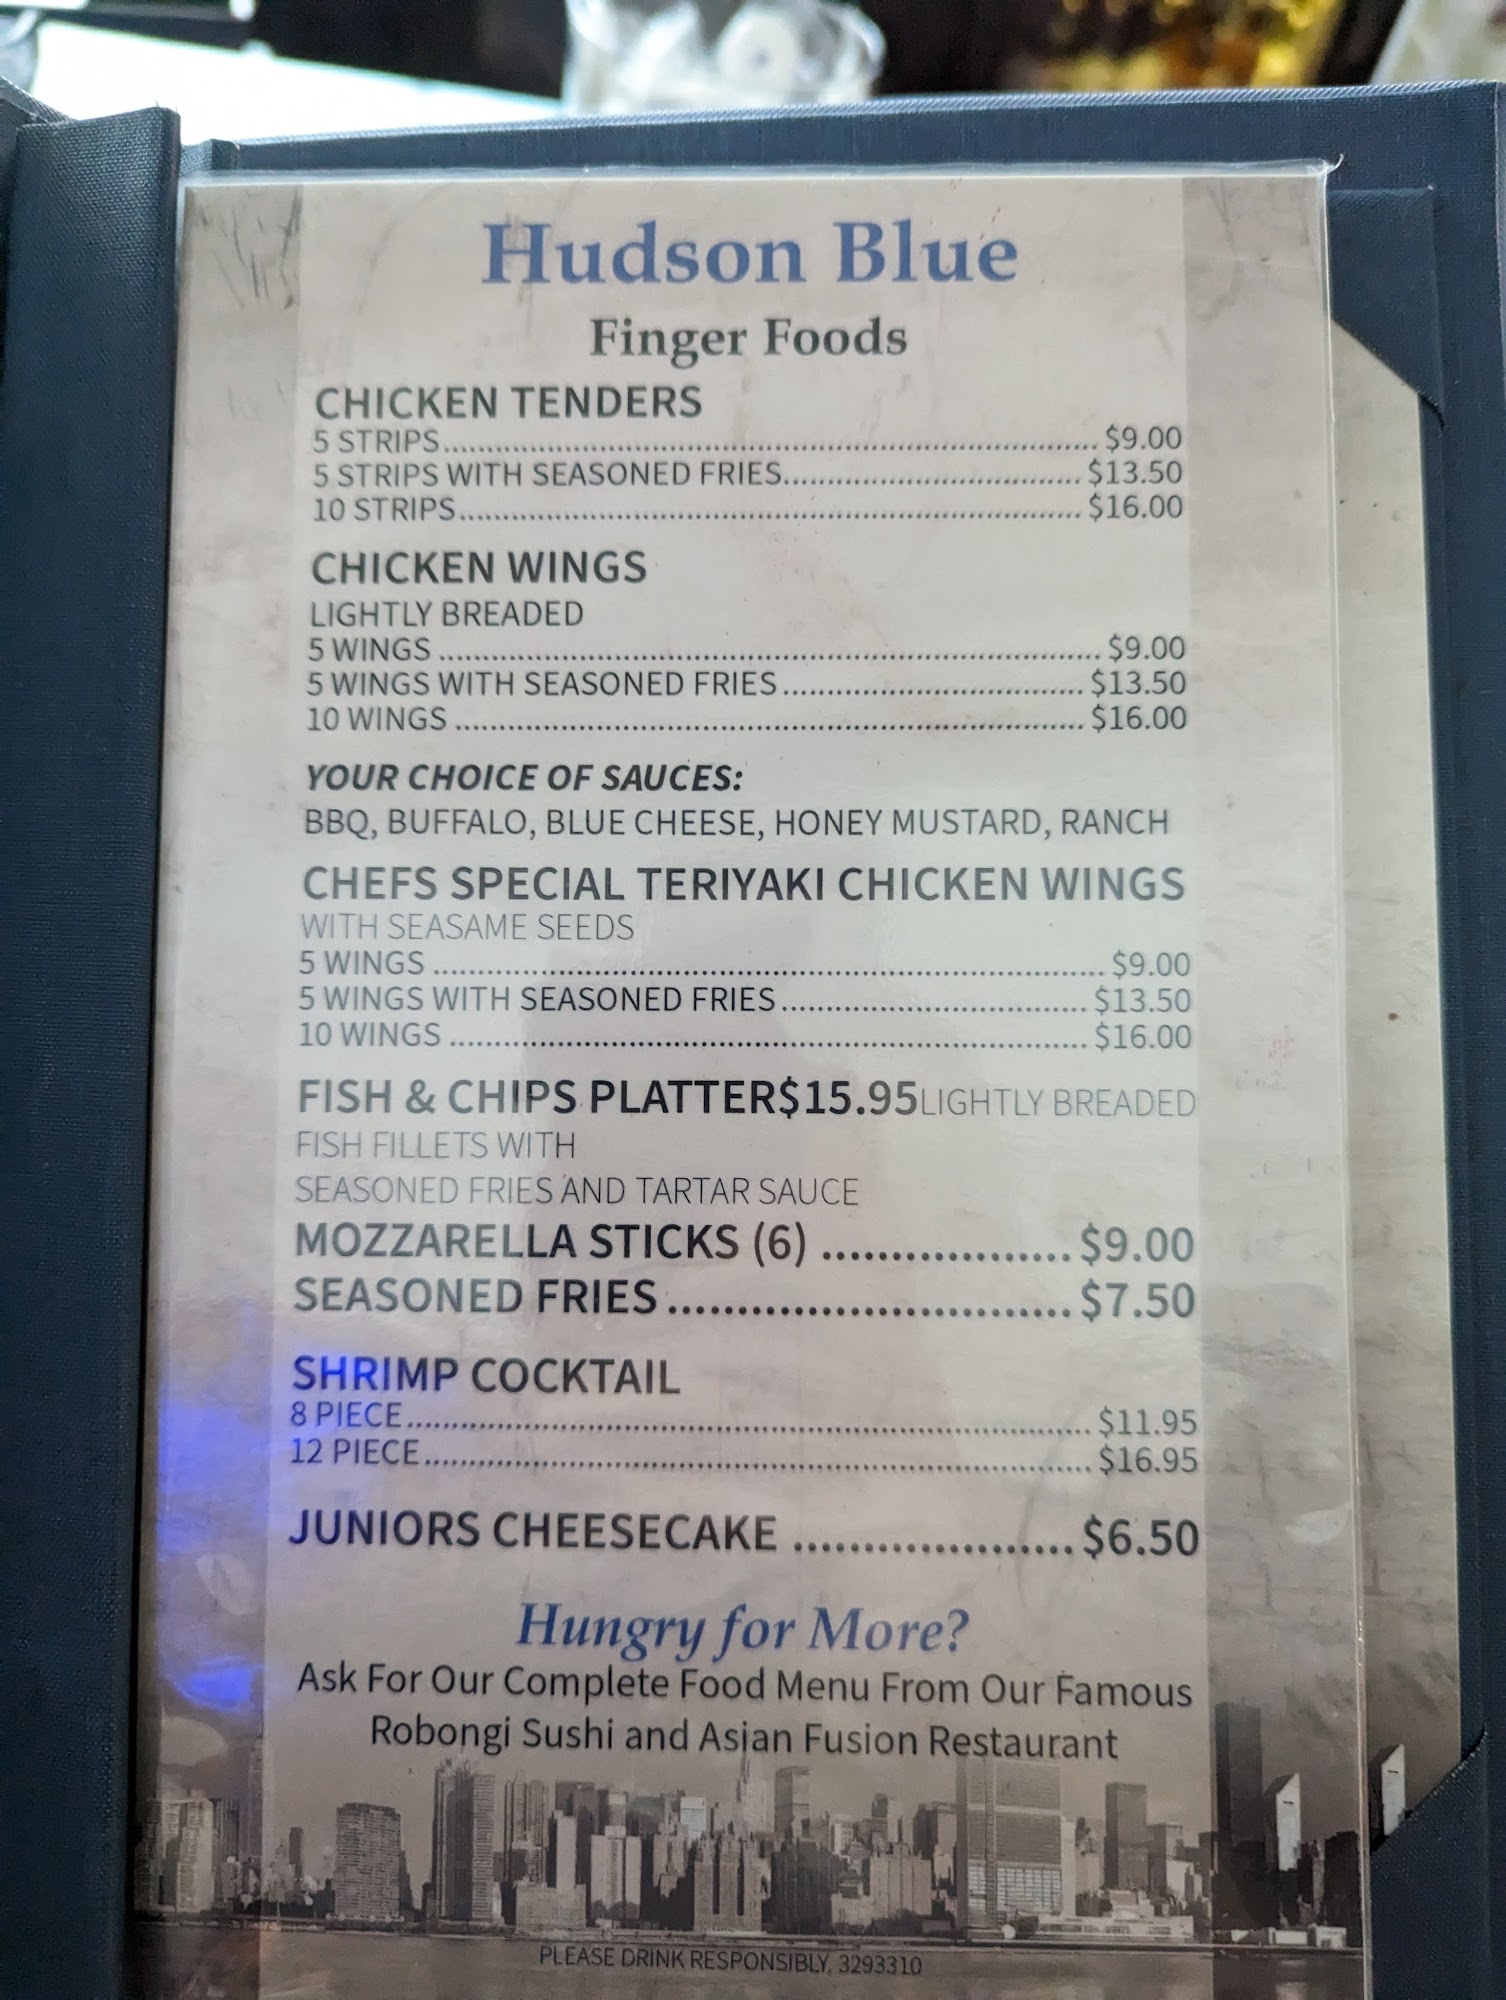 Hudson Blue
Finger Foods
CHICKEN TENDERS
5 STRIPS........................................................................ $9.00
5 STRIPS WITH SEASONED FRIES................................. $13.50
10 STRIPS..................................................................... $16.00
CHICKEN WINGS
LIGHTLY BREADED
5 WINGS ........................................................................ $9.00
5 WINGS WITH SEASONED FRIES ................................. $13.50
10 WINGS ..................................................................... $16.00
YOUR CHOICE OF SAUCES:
BBQ, BUFFALO, BLUE CHEESE, HONEY MUSTARD, RANCH
CHEFS SPECIAL TERIYAKI CHICKEN WINGS
WITH SEASAME SEEDS
5 WINGS ........................................................................ $9.00
5 WINGS WITH SEASONED FRIES ................................. $13.50
10 WINGS ..................................................................... $16.00
FISH & CHIPS PLATTER$15.95LIGHTLY BREADED
FISH FILLETS WITH
SEASONED FRIES AND TARTAR SAUCE
MOZZARELLA STICKS (6) ................... $9.00
SEASONED FRIES .............................. $7.50
SHRIMP COCKTAIL
8 PIECE......................................................................... $11.95
12 PIECE....................................................................... $16.95
JUNIORS CHEESECAKE .................... $6.50
Hungry for More?
Ask For Our Complete Food Menu From Our Famous
Robongi Sushi and Asian Fusion Restaurant
PLEASE DRINK RESPONSIBLY, 3293310